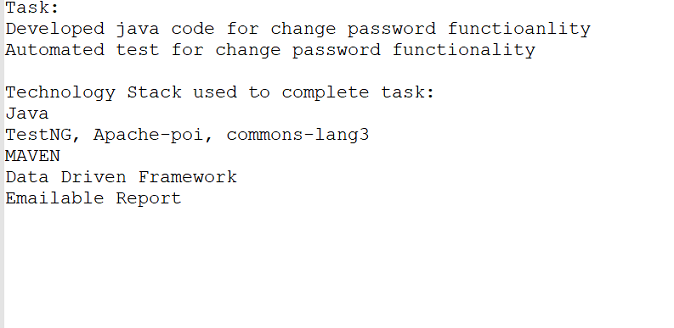 Task:
Developed java code for change password functioanlity
Automated test for change password functionality
Technology Stack used to complete task:
Java
TestNG, Apache-poi, commons-lang3
MAVEN
Data Driven Framework
Emailable Report